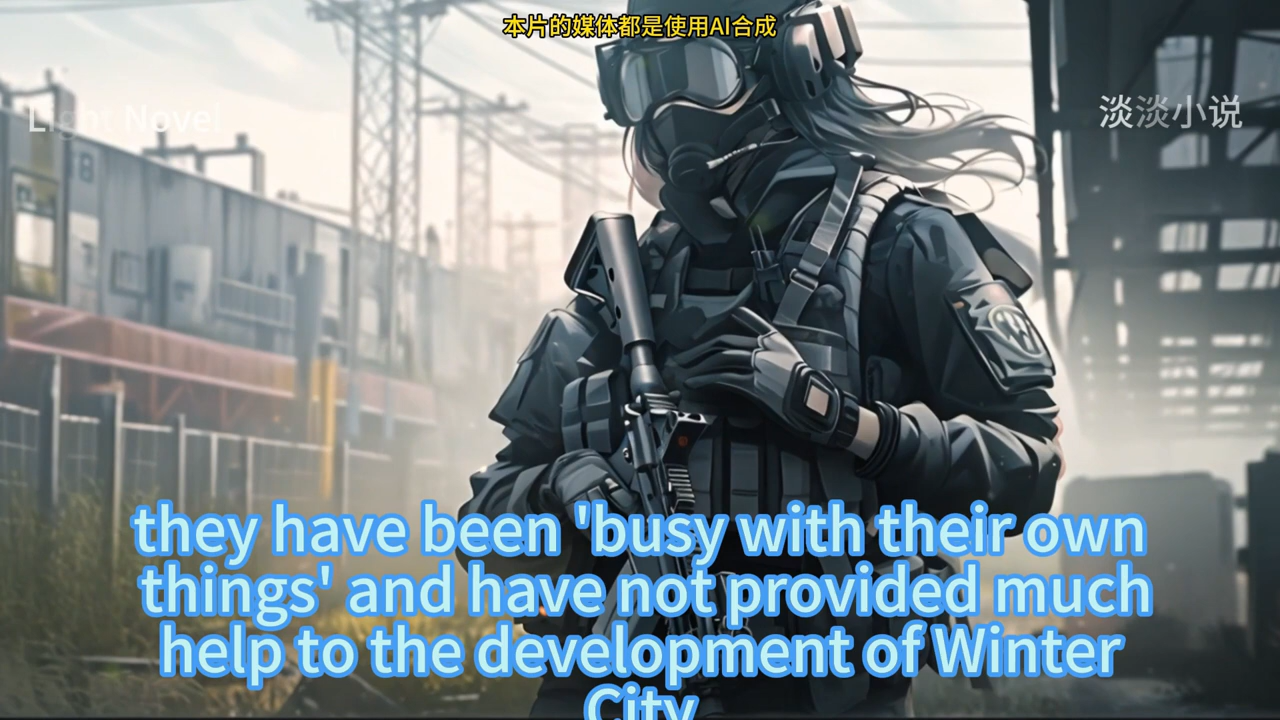 本片的媒体都是使用AI合成
Light Novel
淡淡小说
they have been 'busy with their own
things' and have not provided much
help to the development of Winter
City